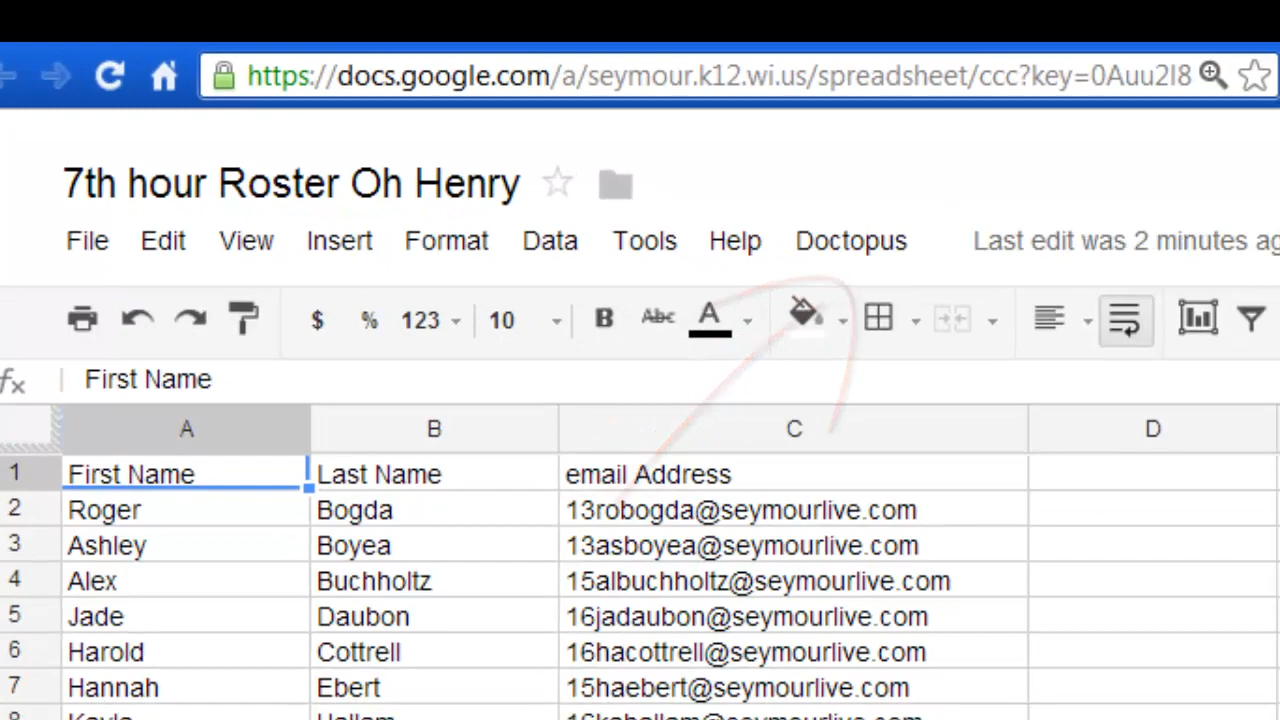 https://docs.google.com/a/seymour.k12.wi.us/spreadsheet/ccc?key=0Auu2l8
7th hour Roster Oh Henry
File Edit View Insert Format Data Tools Help Doctopus Last edit was 2 minutes ag
$ % 123 10 B Abc A
fx First Name
A B C D
1 First Name Last Name email Address
2 Roger Bogda 13robogda@seymourlive.com
3 Ashley Boyea 13asboyea@seymourlive.com
4 Alex Buchholtz 15albuchholtz@seymourlive.com
5 Jade Daubon 16jadaubon@seymourlive.com
6 Harold Cottrell 16hacottrell@seymourlive.com
7 Hannah Ebert 15haebert@seymourlive.com